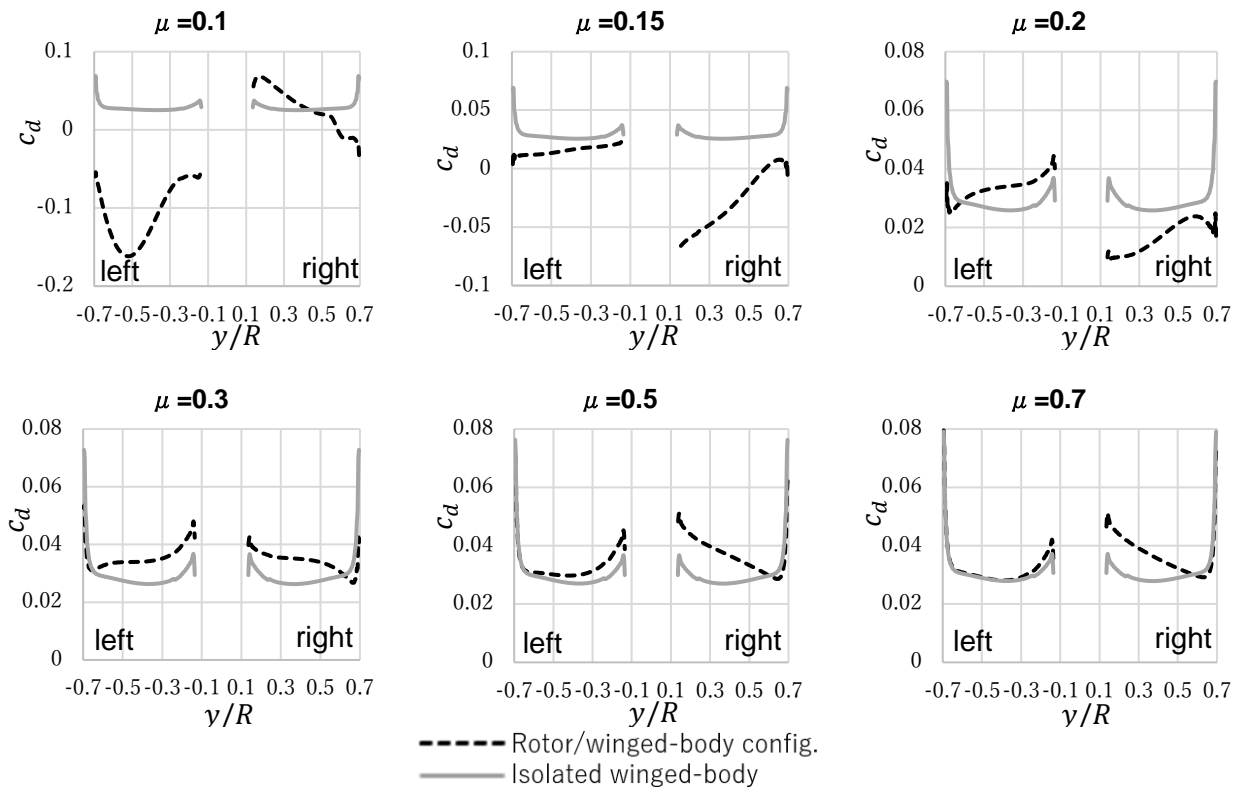 μ =0.1
0.1
0
-0.1
-0.2
c_d
left
right
-0.7 -0.5 -0.3 -0.1 0.1 0.3 0.5 0.7
y/R
μ =0.15
0.1
0.05
0
-0.05
-0.1
c_d
left
right
-0.7 -0.5 -0.3 -0.1 0.1 0.3 0.5 0.7
y/R
μ =0.2
0.08
0.06
0.04
0.02
0
c_d
left
right
-0.7 -0.5 -0.3 -0.1 0.1 0.3 0.5 0.7
y/R
μ =0.3
0.08
0.06
0.04
0.02
0
c_d
left
right
-0.7 -0.5 -0.3 -0.1 0.1 0.3 0.5 0.7
y/R
μ =0.5
0.08
0.06
0.04
0.02
0
c_d
left
right
-0.7 -0.5 -0.3 -0.1 0.1 0.3 0.5 0.7
y/R
μ =0.7
0.08
0.06
0.04
0.02
0
c_d
left
right
-0.7 -0.5 -0.3 -0.1 0.1 0.3 0.5 0.7
y/R
Rotor/winged-body config.
Isolated winged-body